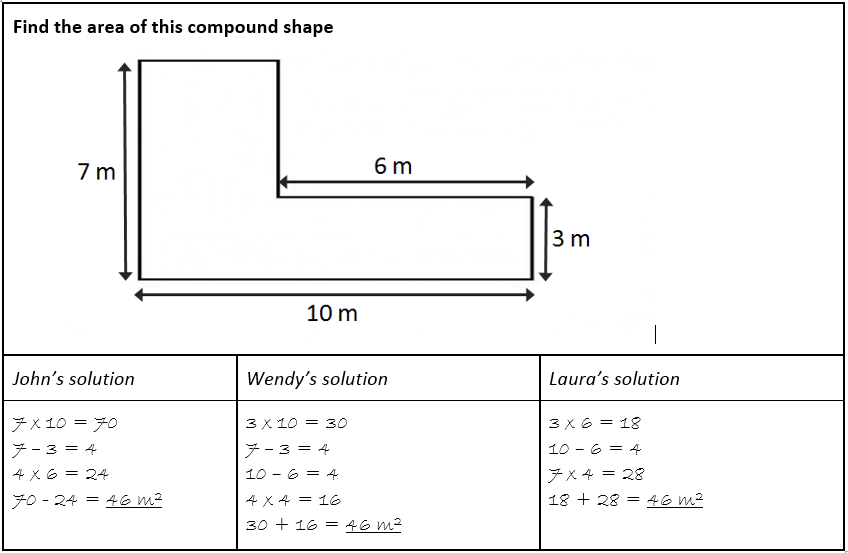 Find the area of this compound shape
7 m
6 m
3 m
10 m
John’s solution
7 x 10 = 70
7 – 3 = 4
4 x 6 = 24
70 - 24 = 46 m²
Wendy’s solution
3 x 10 = 30
7 – 3 = 4
10 – 6 = 4
4 x 4 = 16
30 + 16 = 46 m²
Laura’s solution
3 x 6 = 18
10 – 6 = 4
7 x 4 = 28
18 + 28 = 46 m²